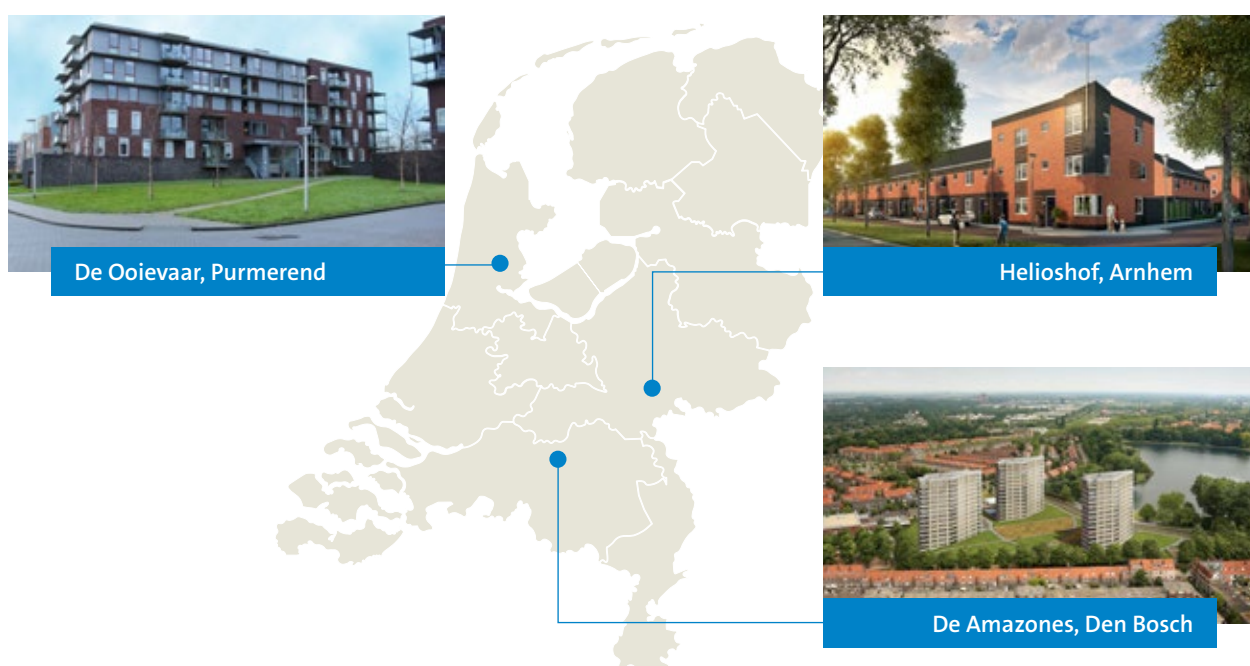 De Ooievaar, Purmerend
Helioshof, Arnhem
De Amazones, Den Bosch